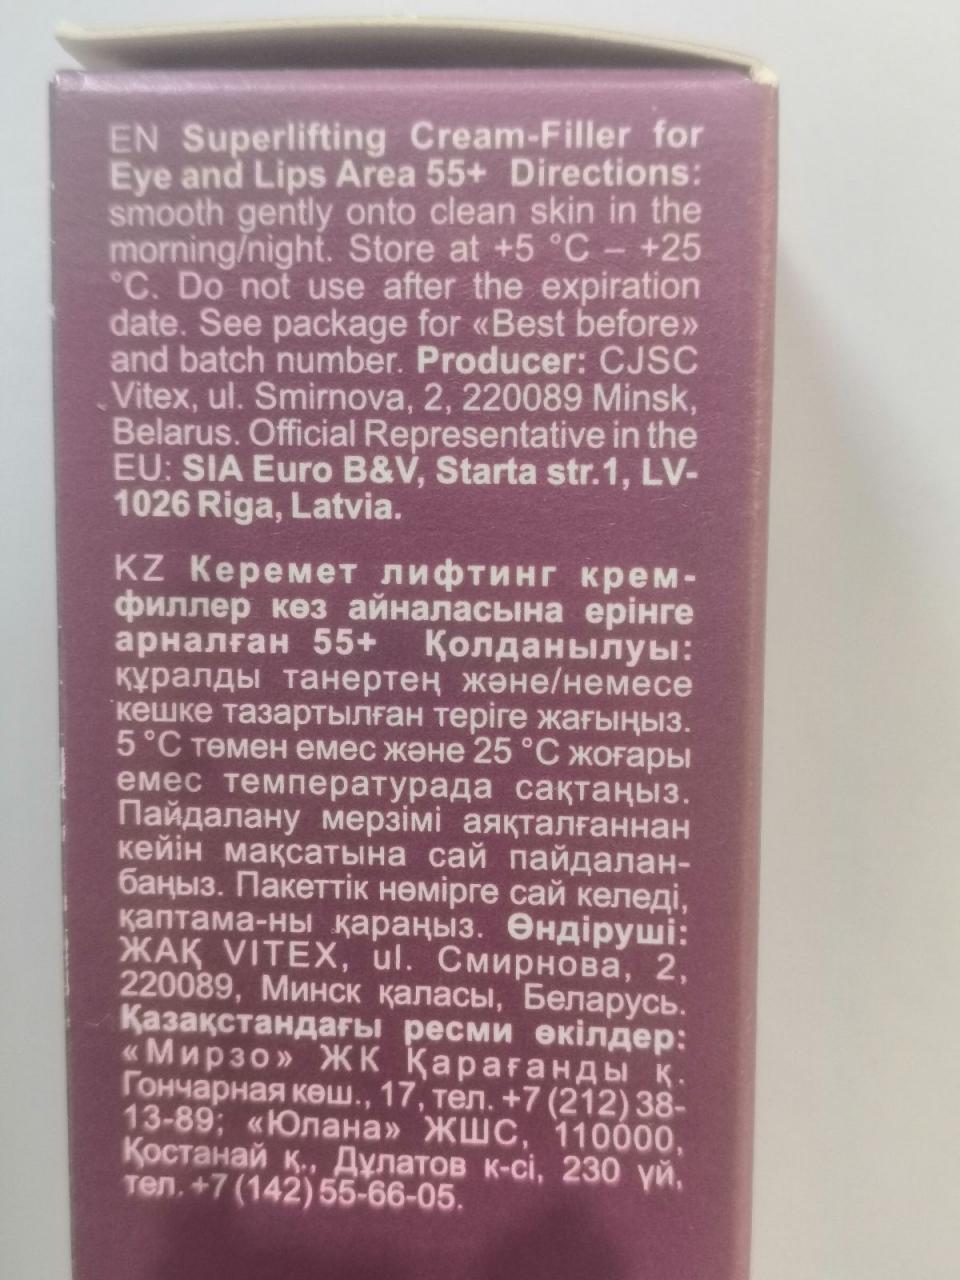 EN Superlifting Cream-Filler for
Eye and Lips Area 55+ Directions:
smooth gently onto clean skin in the
morning/night. Store at +5 °C – +25
°C. Do not use after the expiration
date. See package for «Best before»
and batch number. Producer: CJSC
Vitex, ul. Smirnova, 2, 220089 Minsk,
Belarus. Official Representative in the
EU: SIA Euro B&V, Starta str.1, LV-
1026 Riga, Latvia.
KZ Керемет лифтинг крем-
филлер көз айналасына ерінге
арналған 55+ Қолданылуы:
құралды танертең және/немесе
кешке тазартылған теріге жағыңыз.
5 °C төмен емес және 25 °C жоғары
емес температурада сақтаңыз.
Пайдалану мерзімі аяқталғаннан
кейін мақсатына сай пайдалан-
баңыз. Пакеттік нөмірге сай келеді,
қаптама-ны қараңыз. Өндіруші:
ЖАҚ VITEX, ul. Смирнова, 2,
220089, Минск қаласы, Беларусь.
Қазақстандағы ресми өкілдер:
«Мирзо» ЖК Қарағанды қ.
Гончарная көш., 17, тел. +7 (212) 38-
13-89; «Юлана» ЖШС, 110000,
Қостанай қ., Дұлатов к-сі, 230 үй,
тел. +7 (142) 55-66-05.